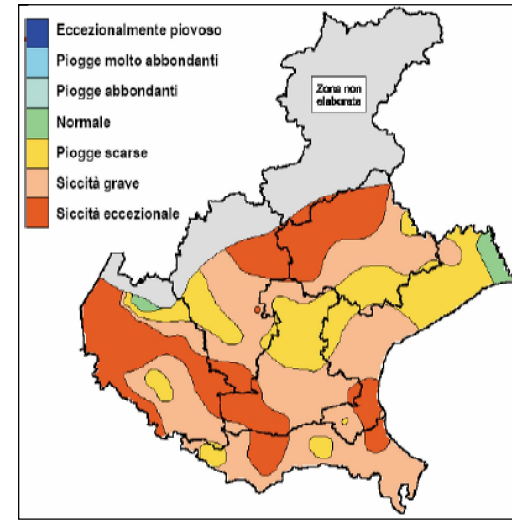 Eccezionalmente piovoso
Piogge molto abbondanti
Piogge abbondanti
Normale
Piogge scarse
Siccità grave
Siccità eccezionale
Zona non
elaborata